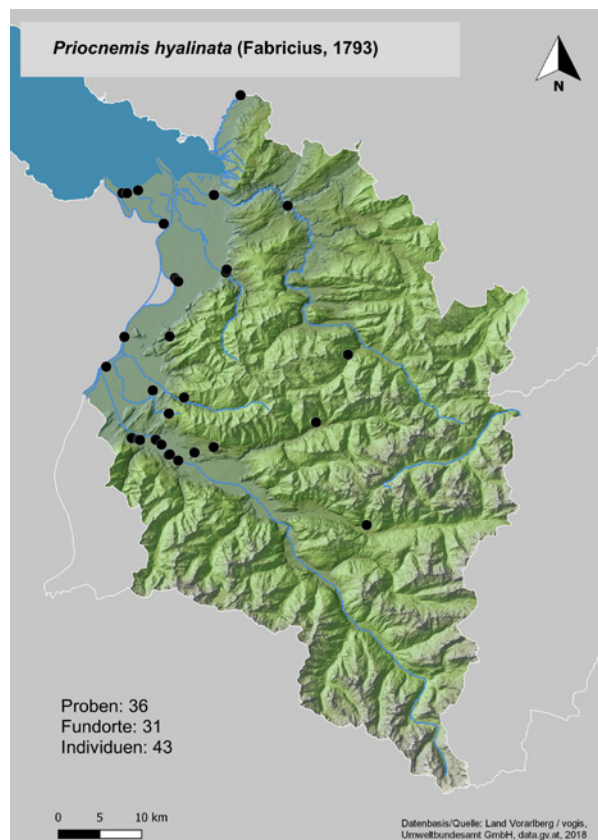 Priocnemis hyalinata (Fabricius, 1793)
N
Proben: 36
Fundorte: 31
Individuen: 43
0 5 10 km
Datenbasis/Quelle: Land Vorarlberg / vogis,
Umweltbundesamt GmbH, data.gv.at, 2018